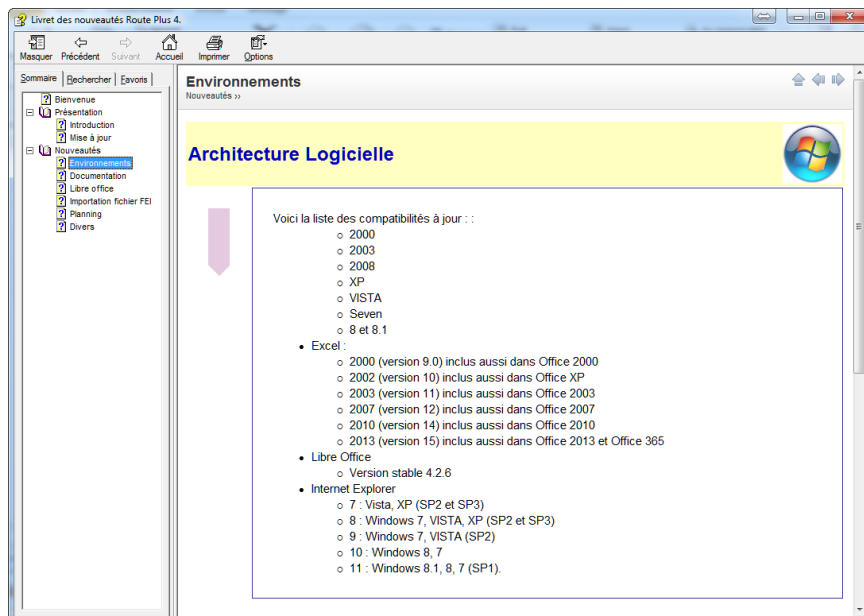 Livret des nouveautés Route Plus 4.
Masquer Précédent Suivant Accueil Imprimer Options
Sommaire Rechercher Favoris
Bienvenue
Présentation
Introduction
Mise à jour
Nouveautés
Environnements
Documentation
Libre office
Importation fichier FEI
Planning
Divers
Environnements
Nouveautés ››
Architecture Logicielle
Voici la liste des compatibilités à jour : :
2000
2003
2008
XP
VISTA
Seven
8 et 8.1
Excel :
2000 (version 9.0) inclus aussi dans Office 2000
2002 (version 10) inclus aussi dans Office XP
2003 (version 11) inclus aussi dans Office 2003
2007 (version 12) inclus aussi dans Office 2007
2010 (version 14) inclus aussi dans Office 2010
2013 (version 15) inclus aussi dans Office 2013 et Office 365
Libre Office
Version stable 4.2.6
Internet Explorer
7 : Vista, XP (SP2 et SP3)
8 : Windows 7, VISTA, XP (SP2 et SP3)
9 : Windows 7, VISTA (SP2)
10 : Windows 8, 7
11 : Windows 8.1, 8, 7 (SP1).